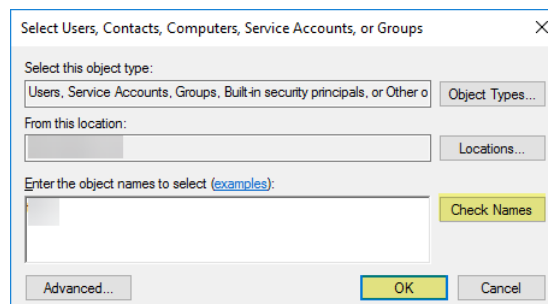 Select Users, Contacts, Computers, Service Accounts, or Groups
Select this object type:
Users, Service Accounts, Groups, Built-in security principals, or Other o
Object Types...
From this location:
Locations...
Enter the object names to select (examples):
Check Names
Advanced...
OK
Cancel